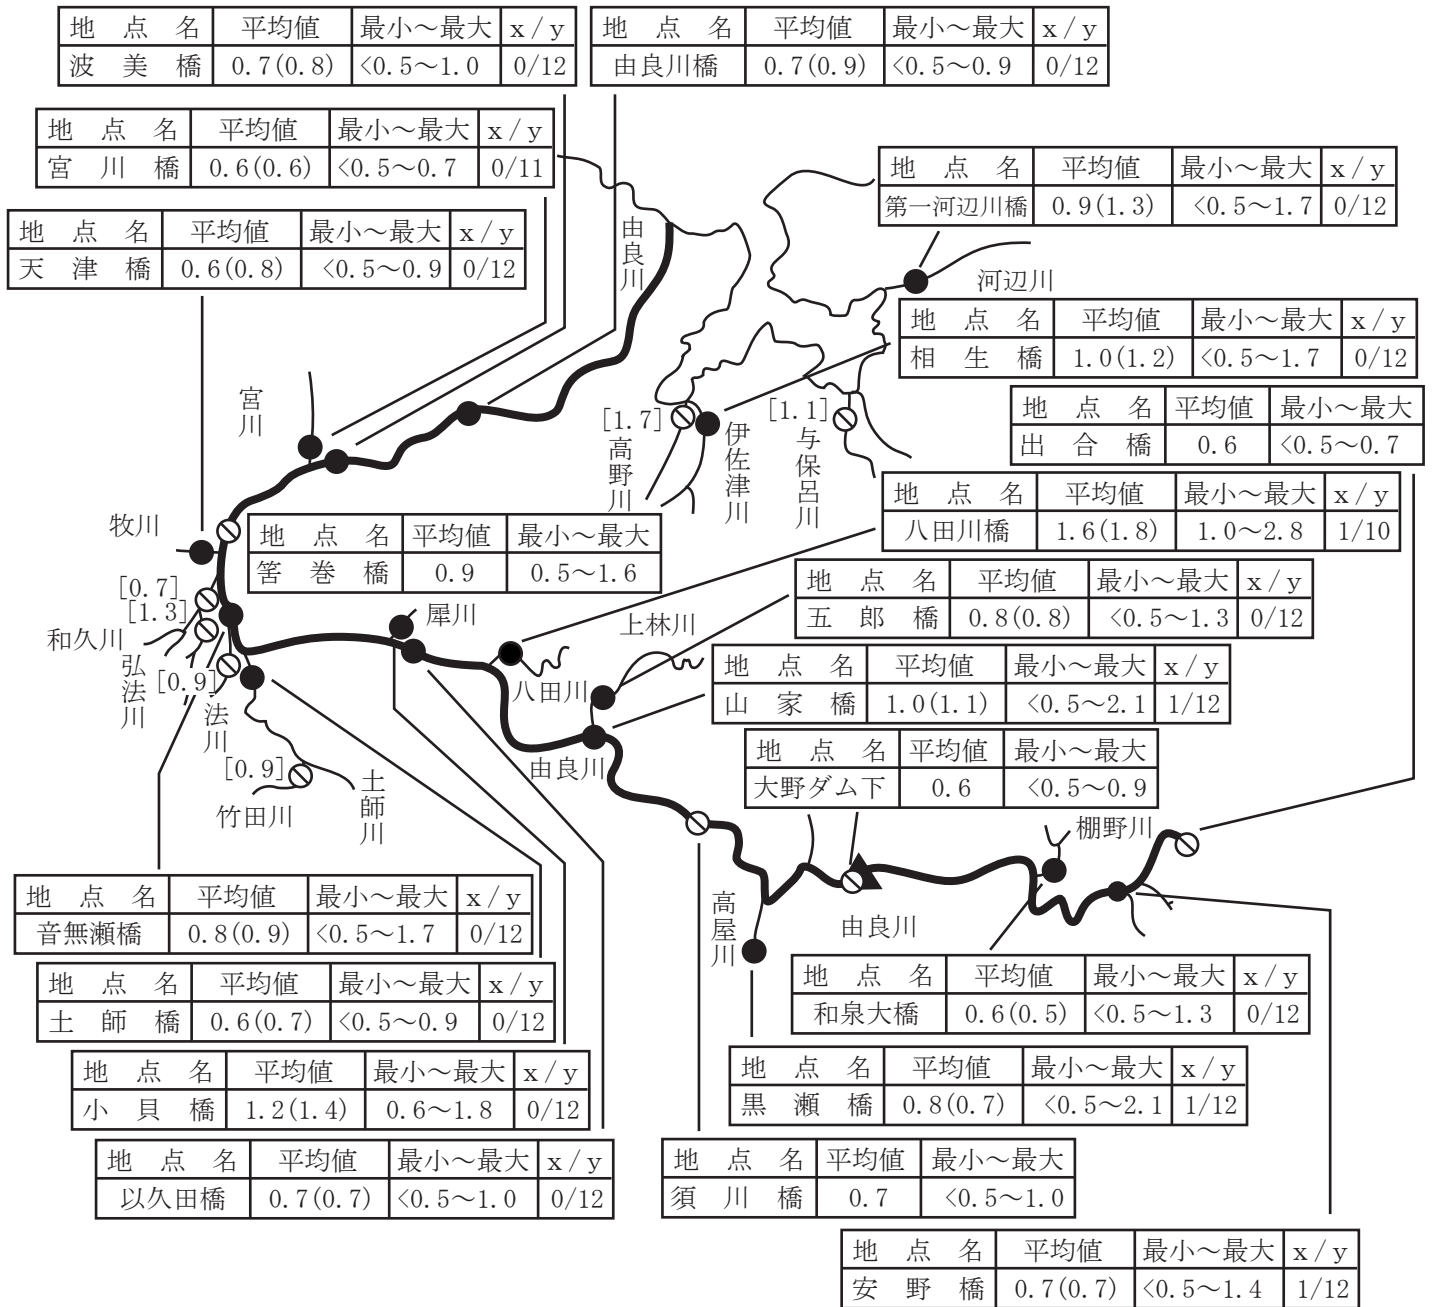 地点名 平均値 最小～最大 x/y
波美橋 0.7(0.8) <0.5～1.0 0/12
地点名 平均値 最小～最大 x/y
由良川橋 0.7(0.9) <0.5～0.9 0/12
地点名 平均値 最小～最大 x/y
宮川橋 0.6(0.6) <0.5～0.7 0/11
地点名 平均値 最小～最大 x/y
第一河辺川橋 0.9(1.3) <0.5～1.7 0/12
地点名 平均値 最小～最大 x/y
天津橋 0.6(0.8) <0.5～0.9 0/12
由良川
河辺川
地点名 平均値 最小～最大 x/y
相生橋 1.0(1.2) <0.5～1.7 0/12
宮川
[1.7]
高野川
伊佐津川
[1.1]
与保呂川
地点名 平均値 最小～最大
出合橋 0.6 <0.5～0.7
地点名 平均値 最小～最大 x/y
八田川橋 1.6(1.8) 1.0～2.8 1/10
牧川
地点名 平均値 最小～最大
筈巻橋 0.9 0.5～1.6
地点名 平均値 最小～最大 x/y
五郎橋 0.8(0.8) <0.5～1.3 0/12
[0.7]
[1.3]
和久川
弘法川
[0.9]
法川
犀川
上林川
八田川
地点名 平均値 最小～最大 x/y
山家橋 1.0(1.1) <0.5～2.1 1/12
由良川
[0.9]
竹田川
土師川
地点名 平均値 最小～最大
大野ダム下 0.6 <0.5～0.9
棚野川
高屋川
由良川
地点名 平均値 最小～最大 x/y
音無瀬橋 0.8(0.9) <0.5～1.7 0/12
地点名 平均値 最小～最大 x/y
和泉大橋 0.6(0.5) <0.5～1.3 0/12
地点名 平均値 最小～最大 x/y
土師橋 0.6(0.7) <0.5～0.9 0/12
地点名 平均値 最小～最大 x/y
黒瀬橋 0.8(0.7) <0.5～2.1 1/12
地点名 平均値 最小～最大 x/y
小貝橋 1.2(1.4) 0.6～1.8 0/12
地点名 平均値 最小～最大 x/y
以久田橋 0.7(0.7) <0.5～1.0 0/12
地点名 平均値 最小～最大
須川橋 0.7 <0.5～1.0
地点名 平均値 最小～最大 x/y
安野橋 0.7(0.7) <0.5～1.4 1/12